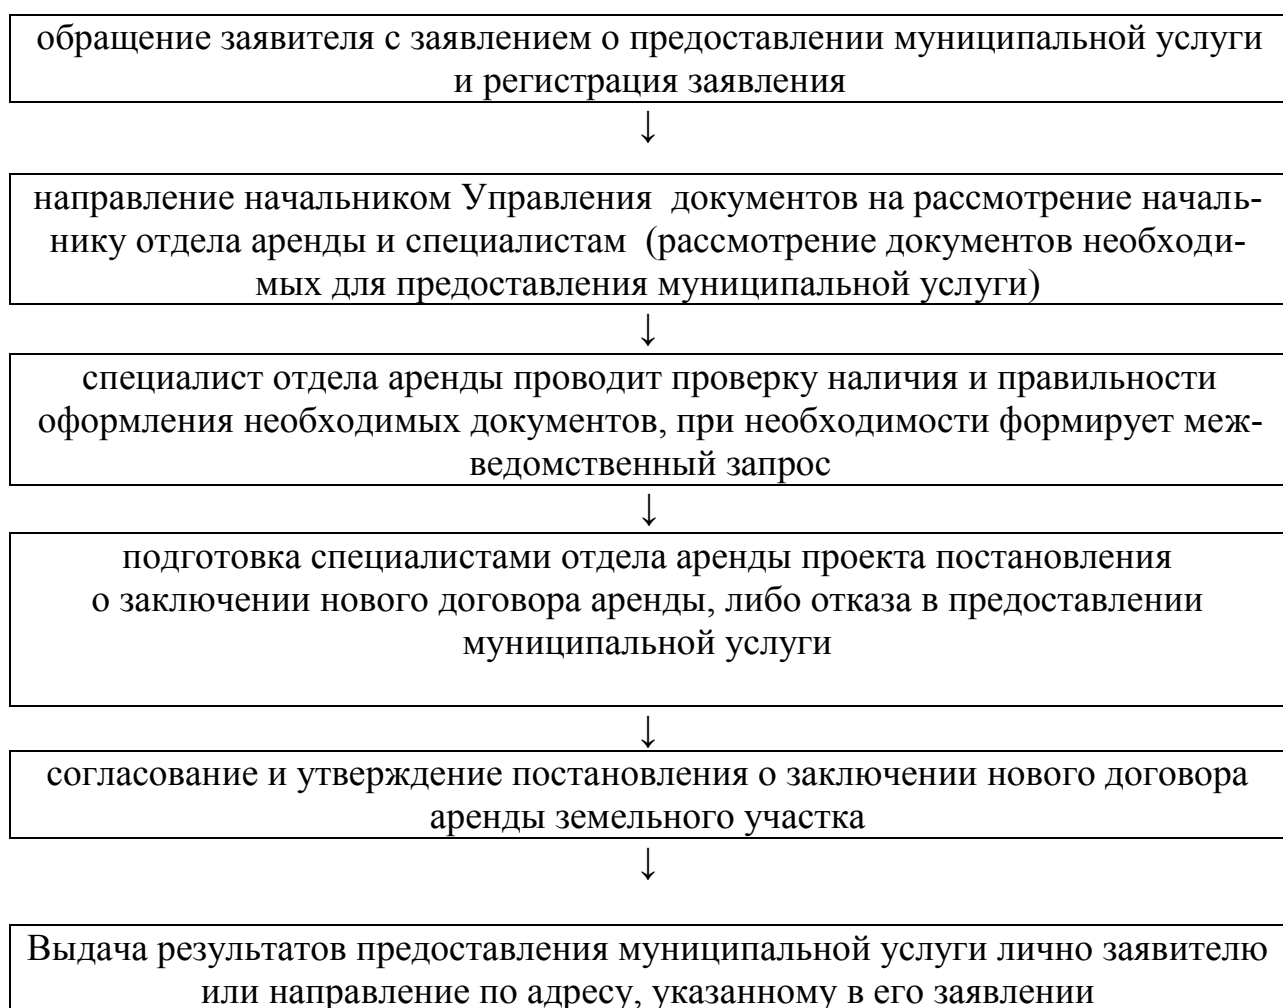 обращение заявителя с заявлением о предоставлении муниципальной услуги
и регистрация заявления
↓
направление начальником Управления  документов на рассмотрение началь-
нику отдела аренды и специалистам  (рассмотрение документов необходи-
мых для предоставления муниципальной услуги)
↓
специалист отдела аренды проводит проверку наличия и правильности
оформления необходимых документов, при необходимости формирует меж-
ведомственный запрос
↓
подготовка специалистами отдела аренды проекта постановления
о заключении нового договора аренды, либо отказа в предоставлении
муниципальной услуги
↓
согласование и утверждение постановления о заключении нового договора
аренды земельного участка
↓
Выдача результатов предоставления муниципальной услуги лично заявителю
или направление по адресу, указанному в его заявлении